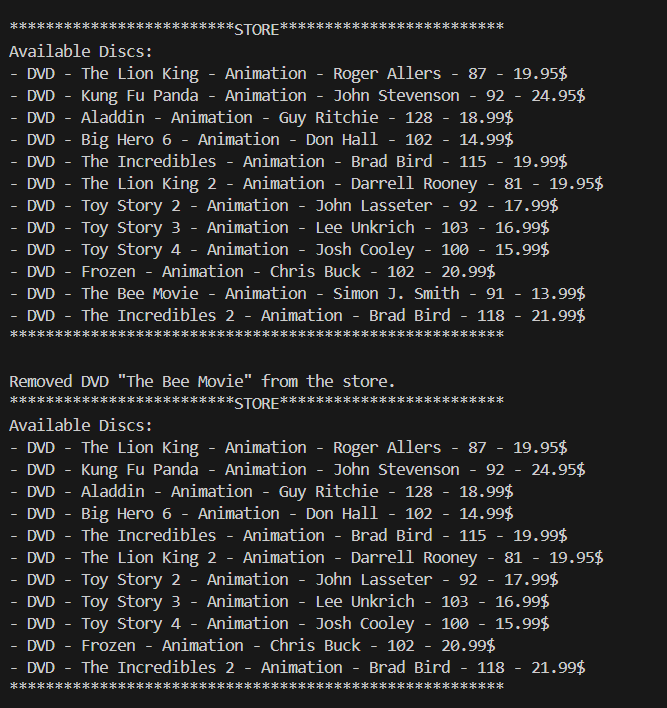 *************************STORE*************************
Available Discs:
- DVD - The Lion King - Animation - Roger Allers - 87 - 19.95$
- DVD - Kung Fu Panda - Animation - John Stevenson - 92 - 24.95$
- DVD - Aladdin - Animation - Guy Ritchie - 128 - 18.99$
- DVD - Big Hero 6 - Animation - Don Hall - 102 - 14.99$
- DVD - The Incredibles - Animation - Brad Bird - 115 - 19.99$
- DVD - The Lion King 2 - Animation - Darrell Rooney - 81 - 19.95$
- DVD - Toy Story 2 - Animation - John Lasseter - 92 - 17.99$
- DVD - Toy Story 3 - Animation - Lee Unkrich - 103 - 16.99$
- DVD - Toy Story 4 - Animation - Josh Cooley - 100 - 15.99$
- DVD - Frozen - Animation - Chris Buck - 102 - 20.99$
- DVD - The Bee Movie - Animation - Simon J. Smith - 91 - 13.99$
- DVD - The Incredibles 2 - Animation - Brad Bird - 118 - 21.99$
*******************************************************
Removed DVD "The Bee Movie" from the store.
*************************STORE*************************
Available Discs:
- DVD - The Lion King - Animation - Roger Allers - 87 - 19.95$
- DVD - Kung Fu Panda - Animation - John Stevenson - 92 - 24.95$
- DVD - Aladdin - Animation - Guy Ritchie - 128 - 18.99$
- DVD - Big Hero 6 - Animation - Don Hall - 102 - 14.99$
- DVD - The Incredibles - Animation - Brad Bird - 115 - 19.99$
- DVD - The Lion King 2 - Animation - Darrell Rooney - 81 - 19.95$
- DVD - Toy Story 2 - Animation - John Lasseter - 92 - 17.99$
- DVD - Toy Story 3 - Animation - Lee Unkrich - 103 - 16.99$
- DVD - Toy Story 4 - Animation - Josh Cooley - 100 - 15.99$
- DVD - Frozen - Animation - Chris Buck - 102 - 20.99$
- DVD - The Incredibles 2 - Animation - Brad Bird - 118 - 21.99$
*******************************************************